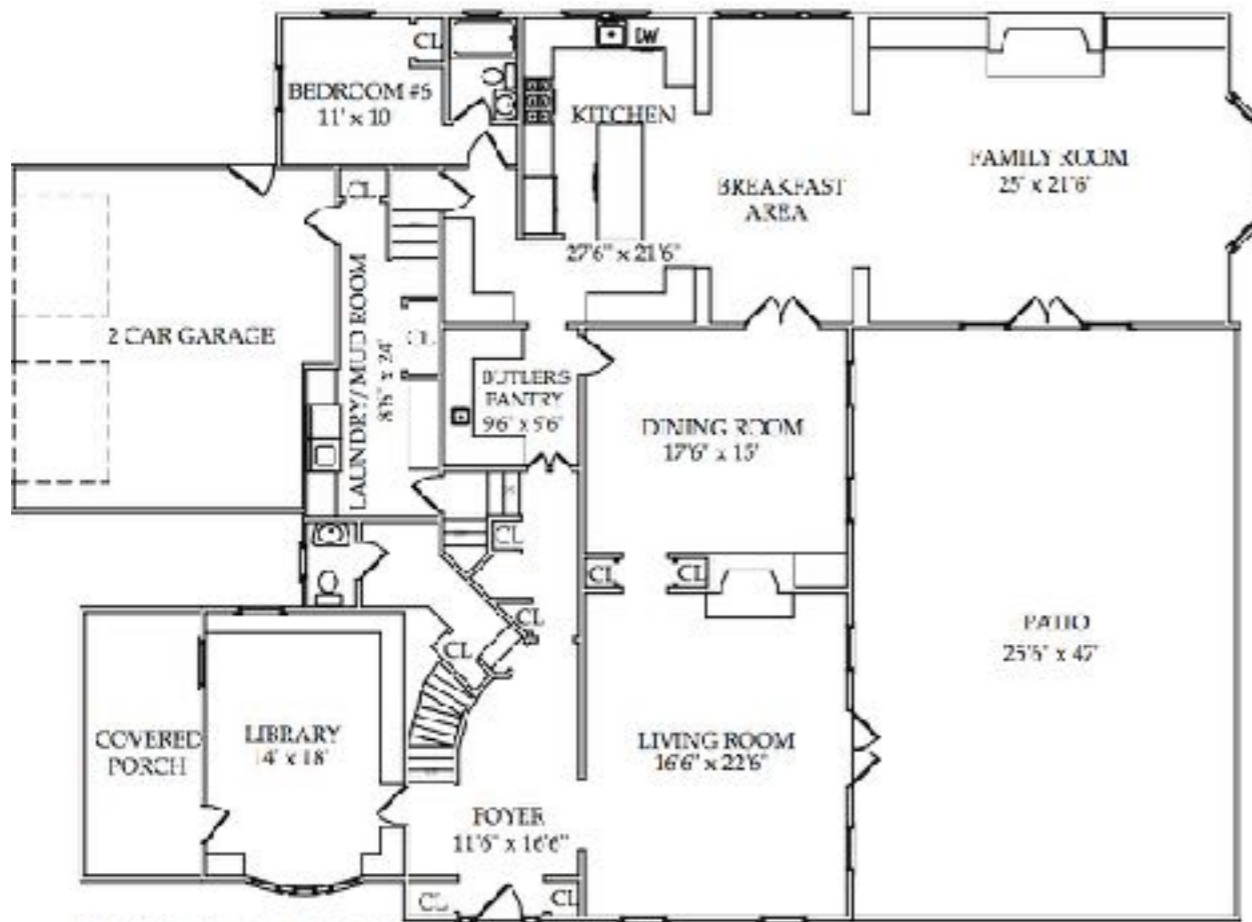 CL
DW
BEDROOM #5
11' x 10'
KITCHEN
FAMILY ROOM
25' x 21'6"
BREAKFAST
AREA
CL
27'6" x 21'6"
2 CAR GARAGE
LAUNDRY/MUD ROOM
8'6" x 24'
CL
BUTLERS
PANTRY
9'6" x 9'6"
DINING ROOM
17'6" x 15'
CL
CL
CL
CL
CL
PATIO
25'6" x 47'
COVERED
PORCH
LIBRARY
14' x 18'
LIVING ROOM
16'6" x 22'6"
FOYER
11'6" x 16'6"
CL
CL